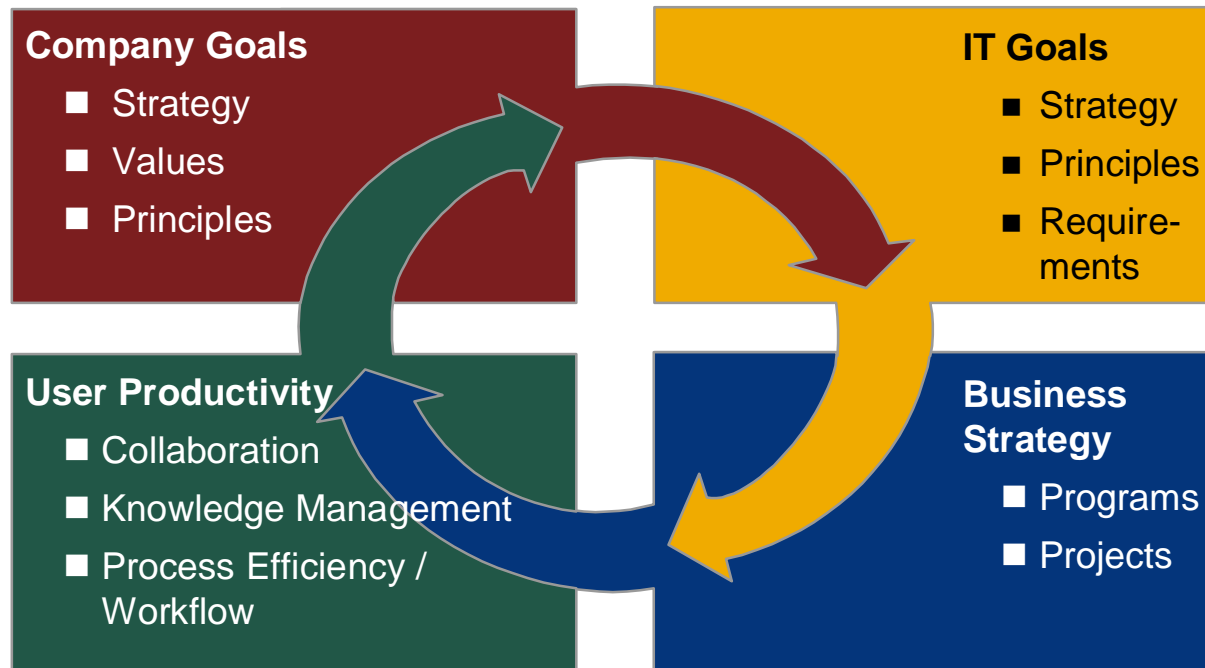 Company Goals
Strategy
Values
Principles
IT Goals
Strategy
Principles
Require-
ments
User Productivity
Collaboration
Knowledge Management
Process Efficiency /
Workflow
Business
Strategy
Programs
Projects